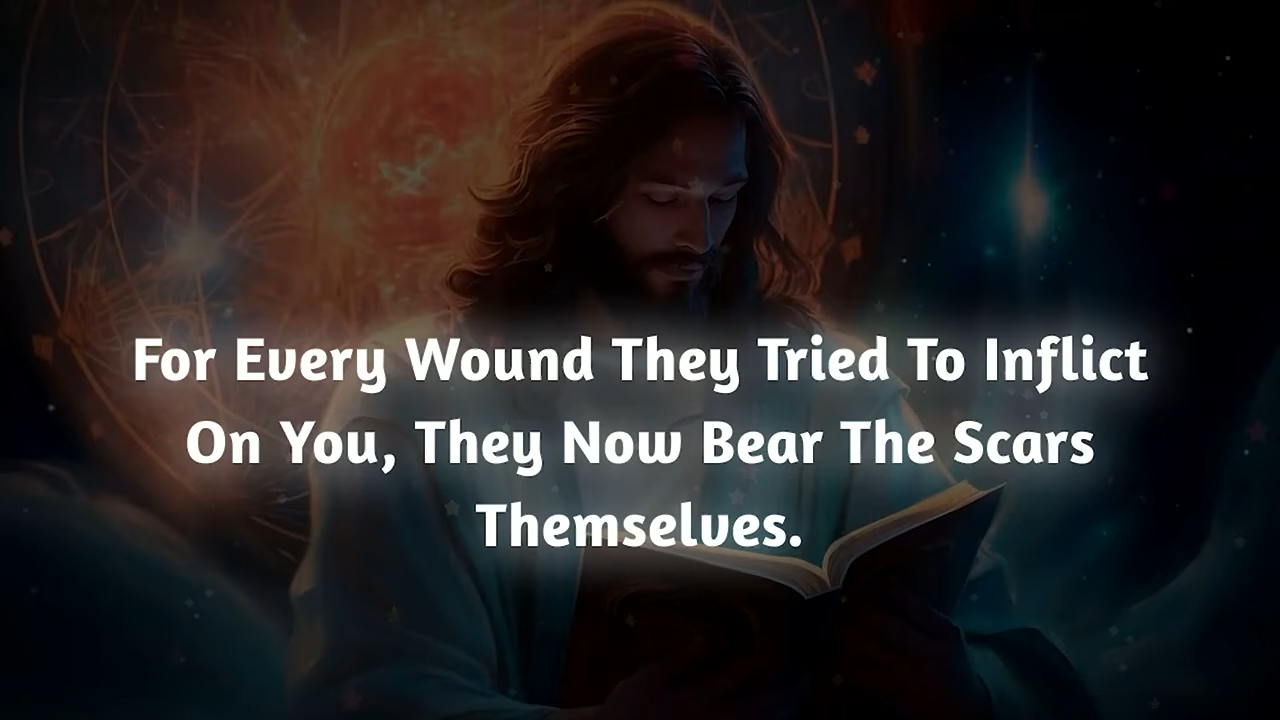 For Every Wound They Tried To Inflict
On You, They Now Bear The Scars
Themselves.